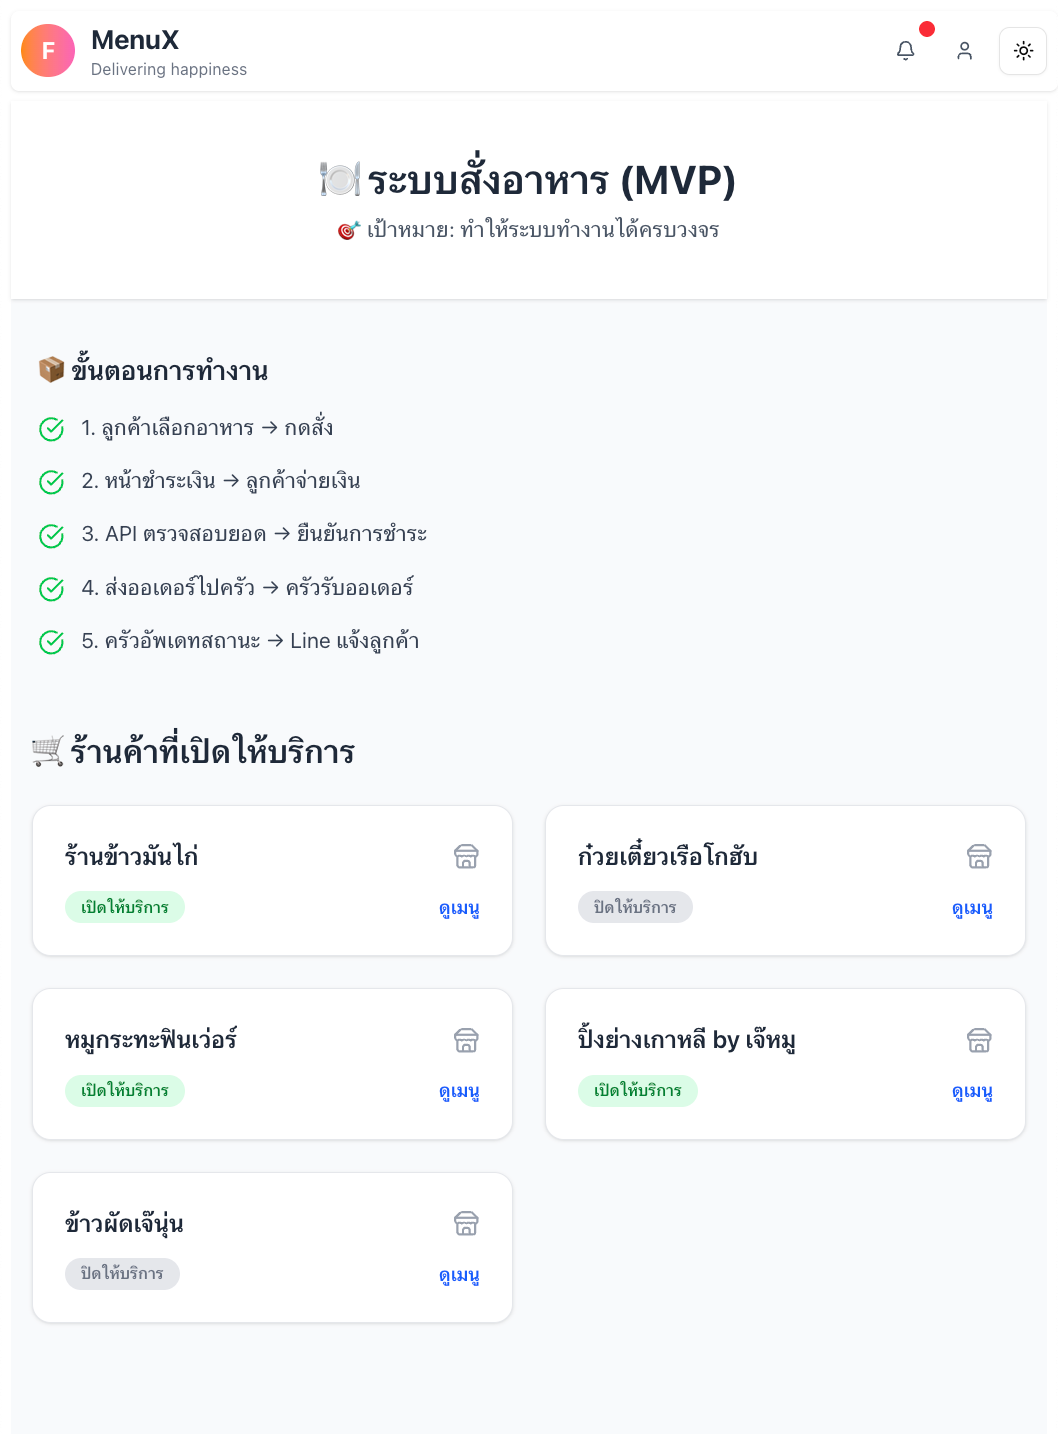 F
MenuX
Delivering happiness
🍽️ ระบบสั่งอาหาร (MVP)
🎯 เป้าหมาย: ทำให้ระบบทำงานได้ครบวงจร
📦 ขั้นตอนการทำงาน
1. ลูกค้าเลือกอาหาร → กดสั่ง
2. หน้าชำระเงิน → ลูกค้าจ่ายเงิน
3. API ตรวจสอบยอด → ยืนยันการชำระ
4. ส่งออเดอร์ไปครัว → ครัวรับออเดอร์
5. ครัวอัพเดทสถานะ → Line แจ้งลูกค้า
🛒 ร้านค้าที่เปิดให้บริการ
ร้านข้าวมันไก่
เปิดให้บริการ
ดูเมนู
ก๋วยเตี๋ยวเรือโกฮับ
ปิดให้บริการ
ดูเมนู
หมูกระทะฟินเว่อร์
เปิดให้บริการ
ดูเมนู
ปิ้งย่างเกาหลี by เจ๊หมู
เปิดให้บริการ
ดูเมนู
ข้าวผัดเจ๊นุ่น
ปิดให้บริการ
ดูเมนู